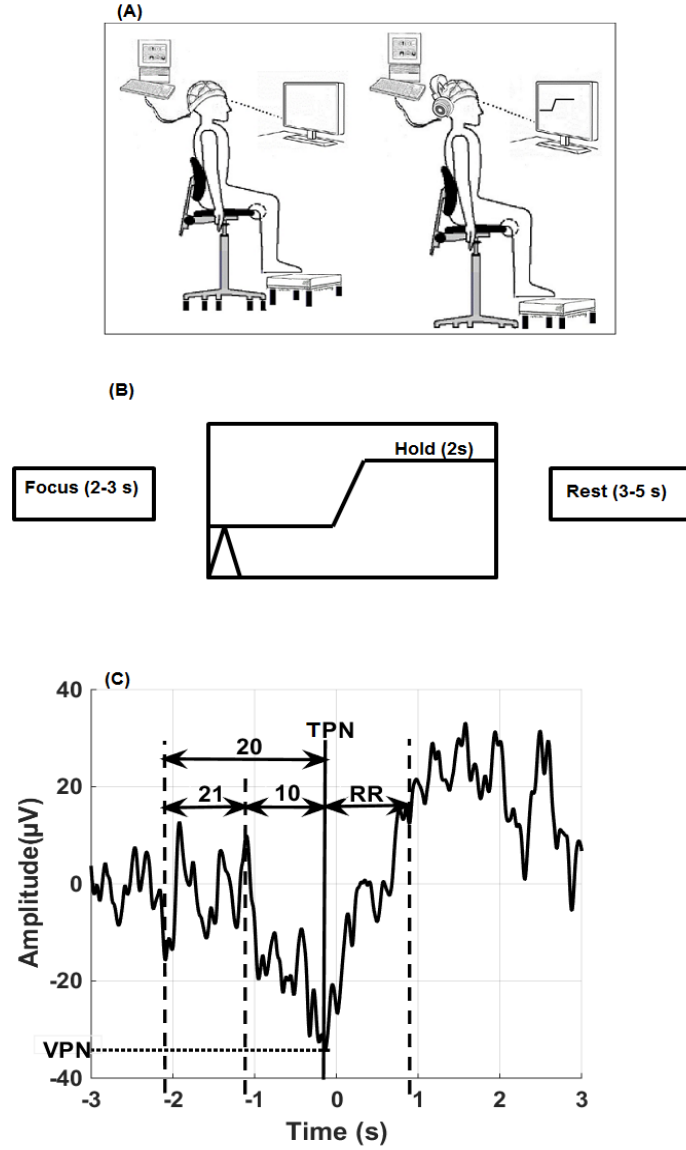 (A)
(B)
Focus (2-3 s)
Hold (2s)
Rest (3-5 s)
(C)
TPN
20
21
10
RR
Amplitude(µV)
40
20
0
-20
VPN
-40
-3
-2
-1
0
1
2
3
Time (s)